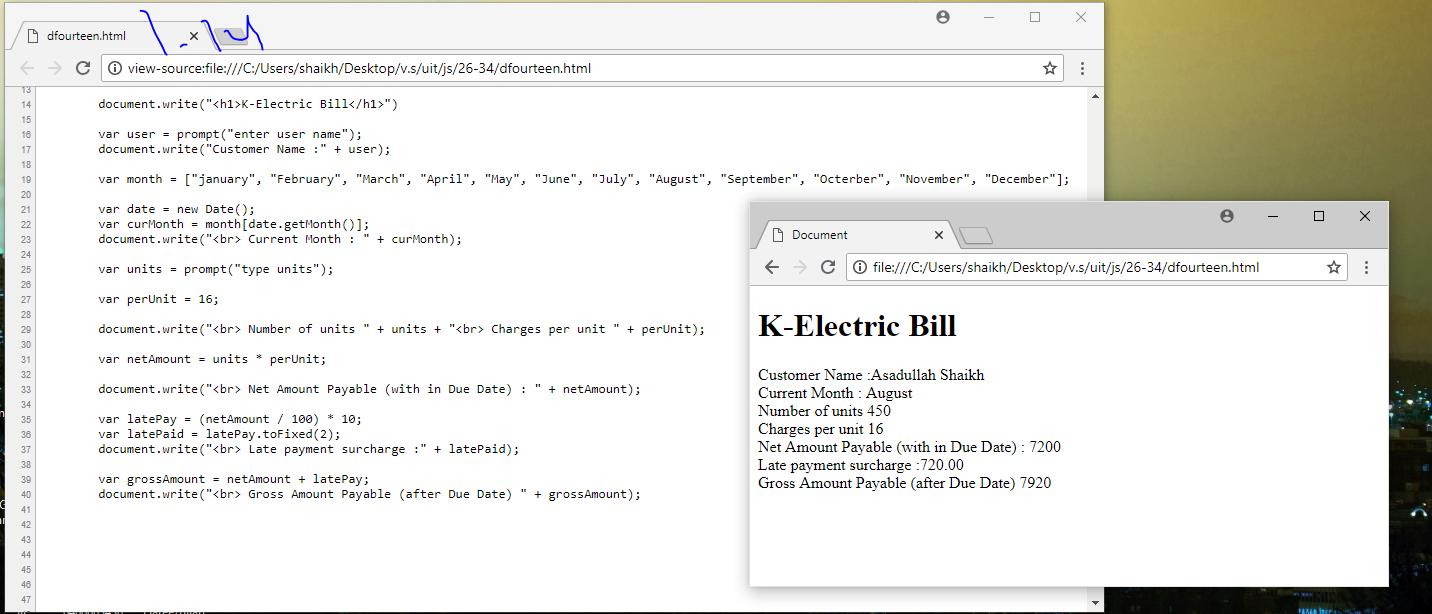 dfourteen.html
view-source:file:///C:/Users/shaikh/Desktop/v.s/uit/js/26-34/dfourteen.html
13
14 document.write("<h1>K-Electric Bill</h1>")
15
16 var user = prompt("enter user name");
17 document.write("Customer Name :" + user);
18
19 var month = ["january", "February", "March", "April", "May", "June", "July", "August", "September", "Octerber", "November", "December"];
20
21 var date = new Date();
22 var curMonth = month[date.getMonth()];
23 document.write("<br> Current Month : " + curMonth);
24
25 var units = prompt("type units");
26
27 var perUnit = 16;
28
29 document.write("<br> Number of units " + units + "<br> Charges per unit " + perUnit);
30
31 var netAmount = units * perUnit;
32
33 document.write("<br> Net Amount Payable (with in Due Date) : " + netAmount);
34
35 var latePay = (netAmount / 100) * 10;
36 var latePaid = latePay.toFixed(2);
37 document.write("<br> Late payment surcharge :" + latePaid);
38
39 var grossAmount = netAmount + latePay;
40 document.write("<br> Gross Amount Payable (after Due Date) " + grossAmount);
41
42
43
44
45
46
47
Document
file:///C:/Users/shaikh/Desktop/v.s/uit/js/26-34/dfourteen.html
K-Electric Bill
Customer Name :Asadullah Shaikh
Current Month : August
Number of units 450
Charges per unit 16
Net Amount Payable (with in Due Date) : 7200
Late payment surcharge :720.00
Gross Amount Payable (after Due Date) 7920